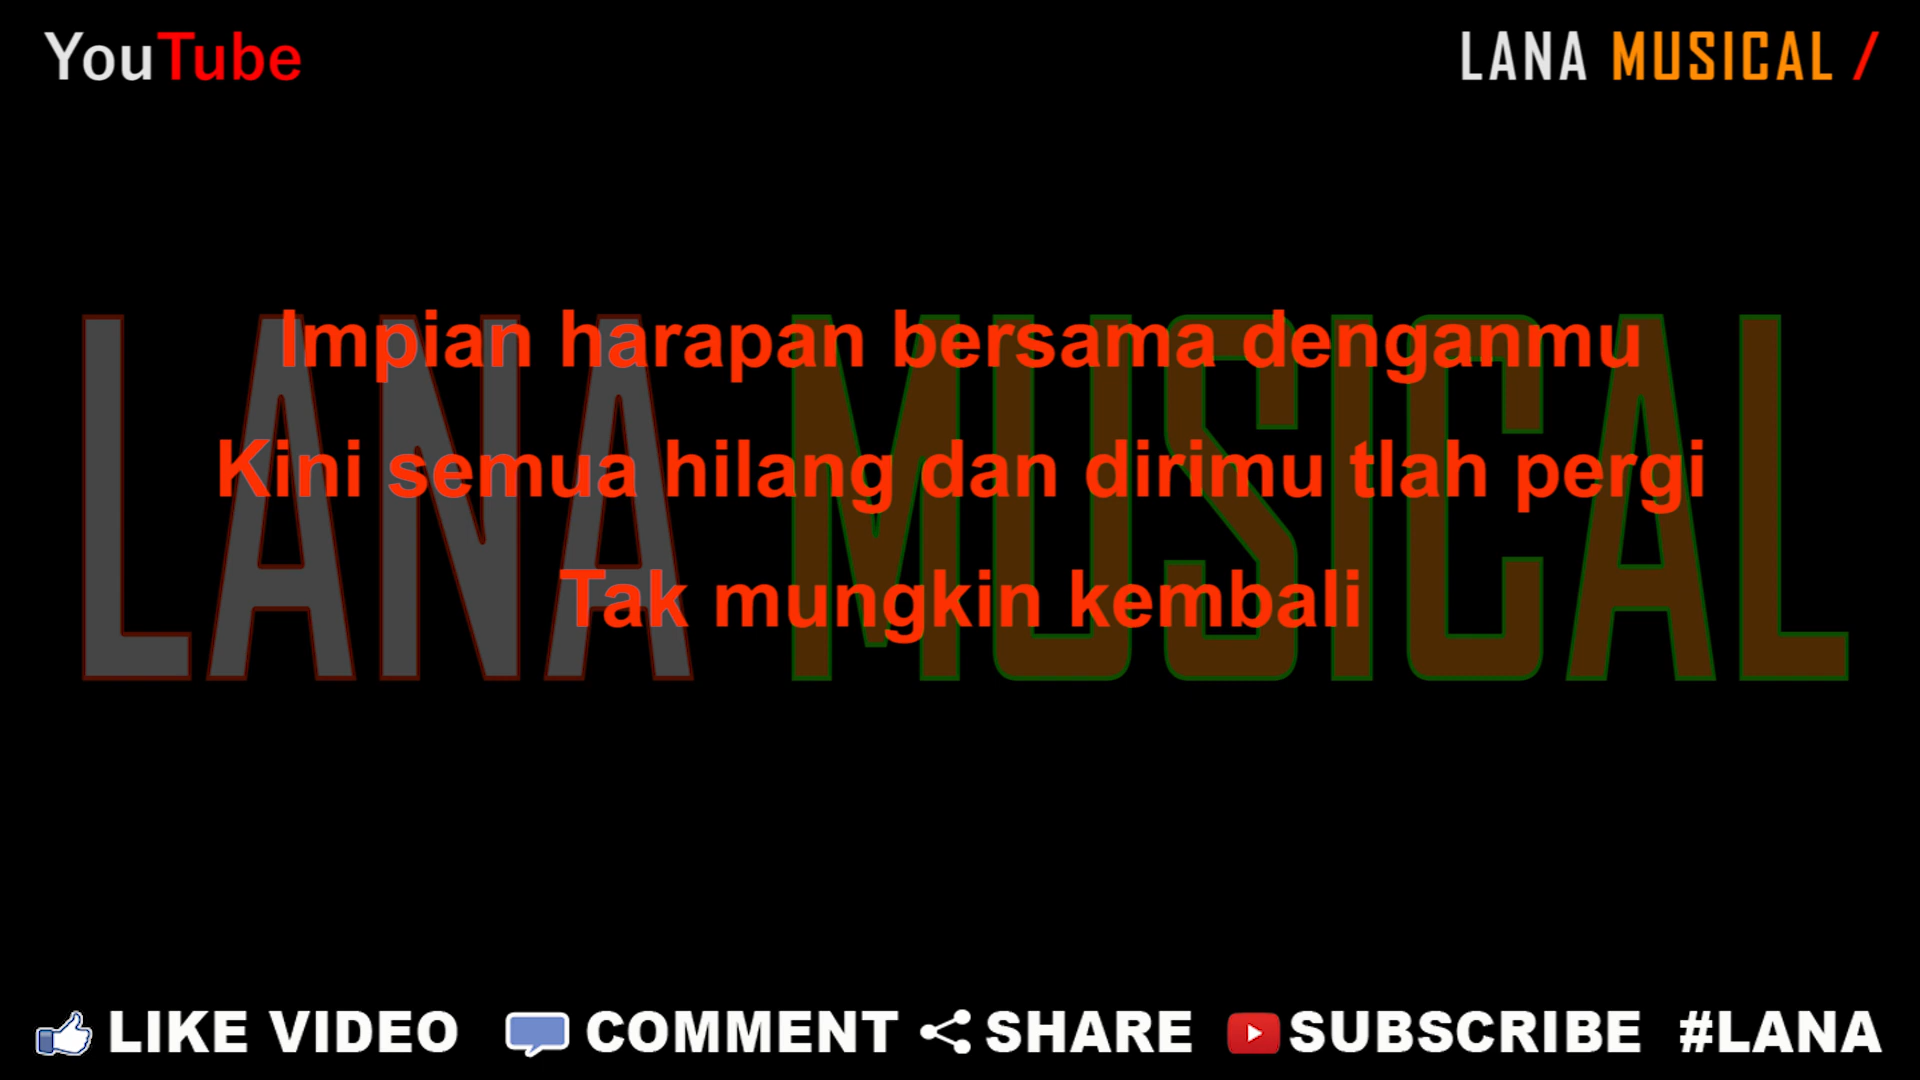 YouTube
LANA MUSICAL /
LANA MUSICAL
Impian harapan bersama denganmu
Kini semua hilang dan dirimu tlah pergi
Tak mungkin kembali
LIKE VIDEO COMMENT SHARE SUBSCRIBE #LANA